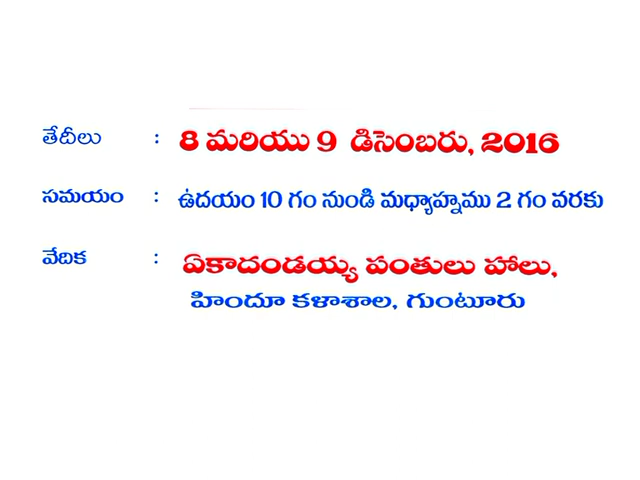 తేదీలు : 8 మరియు 9 డిసెంబరు, 2016
సమయం : ఉదయం 10 గం నుండి మధ్యాహ్నము 2 గం వరకు
వేదిక : ఏకాదండయ్య పంతులు హాలు,
హిందూ కళాశాల, గుంటూరు